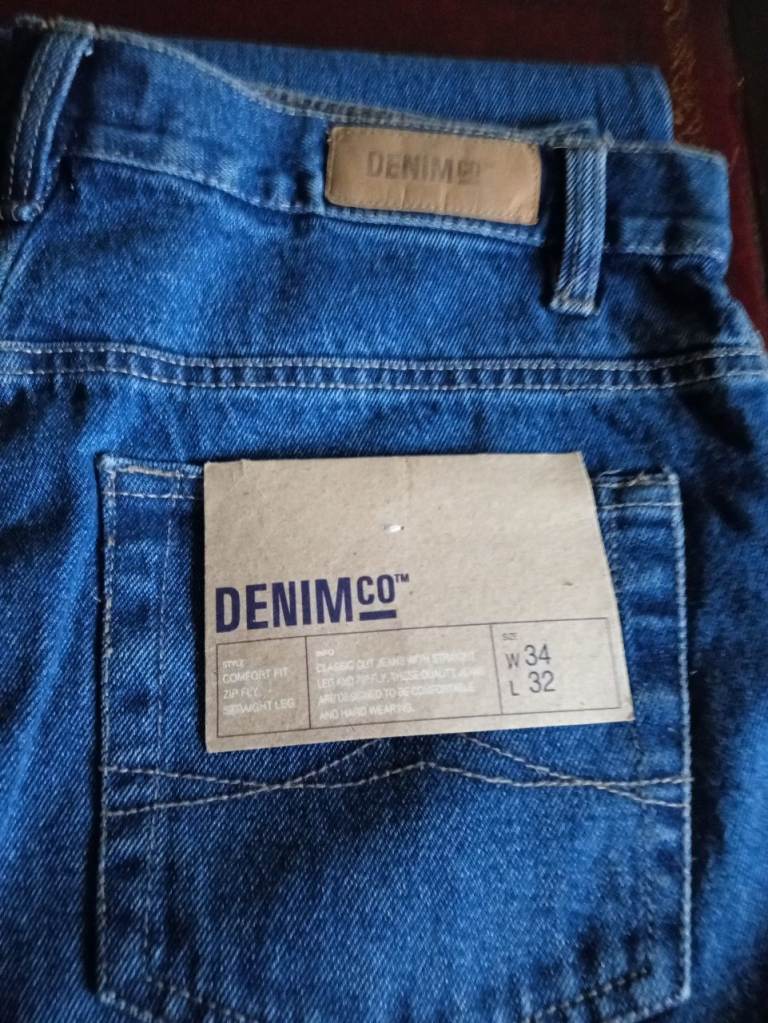 DENIMCO™
DENIMCO™
STYLE
COMFORT FIT
ZIP FLY
STRAIGHT LEG
INFO
CLASSIC CUT JEANS WITH STRAIGHT
LEG AND ZIP FLY. THESE QUALITY JEANS
ARE DESIGNED TO BE COMFORTABLE
AND HARD WEARING.
SIZE
W 34
L 32